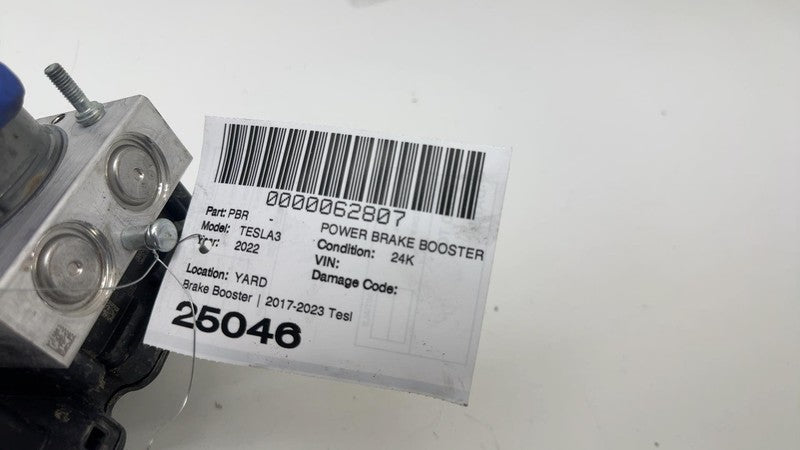 0000062807
Part: PBR - POWER BRAKE BOOSTER
Model: TESLA3 Condition: 24K
Year: 2022 VIN:
Damage Code:
Location: YARD
Brake Booster | 2017-2023 Tesl
25046